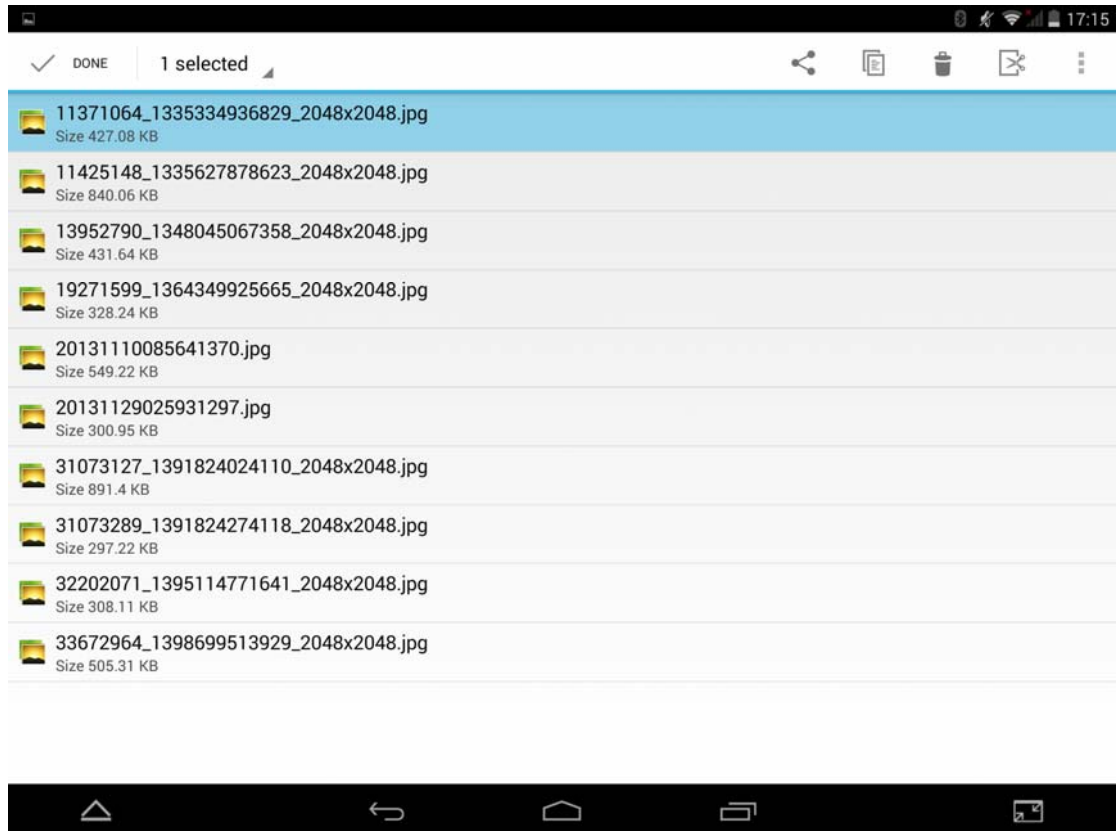 17:15
DONE 1 selected
11371064_1335334936829_2048x2048.jpg
Size 427.08 KB
11425148_1335627878623_2048x2048.jpg
Size 840.06 KB
13952790_1348045067358_2048x2048.jpg
Size 431.64 KB
19271599_1364349925665_2048x2048.jpg
Size 328.24 KB
20131110085641370.jpg
Size 549.22 KB
20131129025931297.jpg
Size 300.95 KB
31073127_1391824024110_2048x2048.jpg
Size 891.4 KB
31073289_1391824274118_2048x2048.jpg
Size 297.22 KB
32202071_1395114771641_2048x2048.jpg
Size 308.11 KB
33672964_1398699513929_2048x2048.jpg
Size 505.31 KB